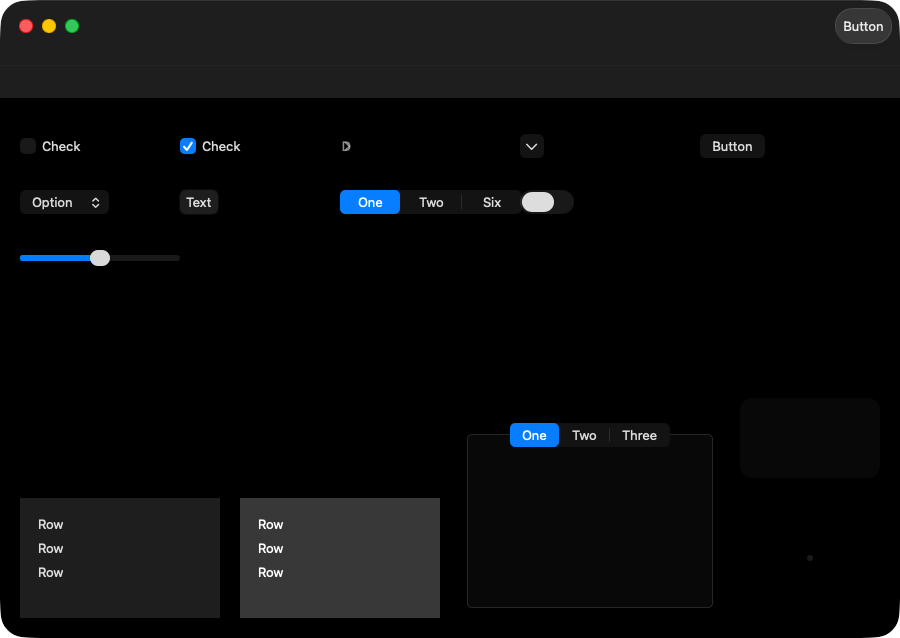 Button
Check
Check
Button
Option
Text
One
Two
Six
One
Two
Three
Row
Row
Row
Row
Row
Row